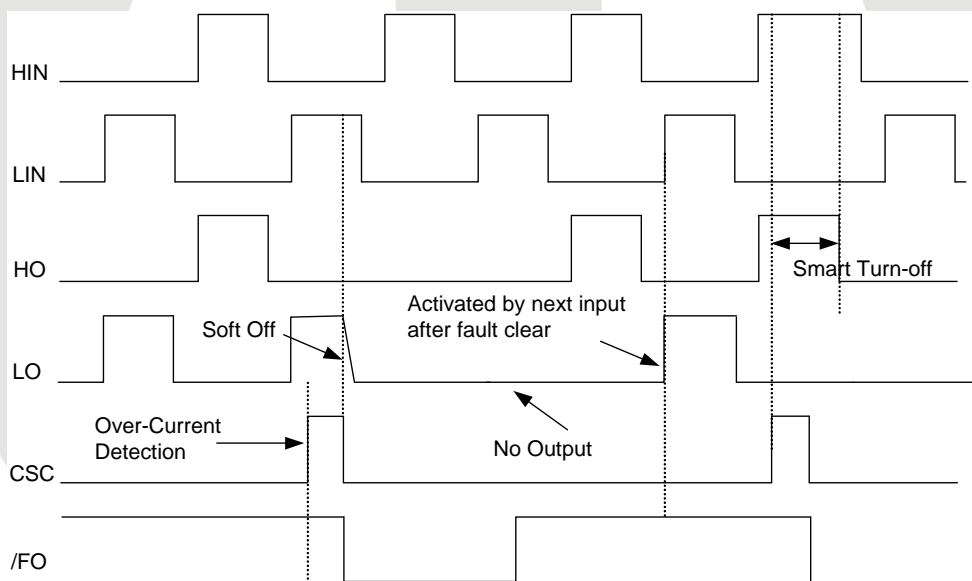 HIN
LIN
HO
Smart Turn-off
Activated by next input
after fault clear
Soft Off
LO
Over-Current
Detection
No Output
CSC
/FO